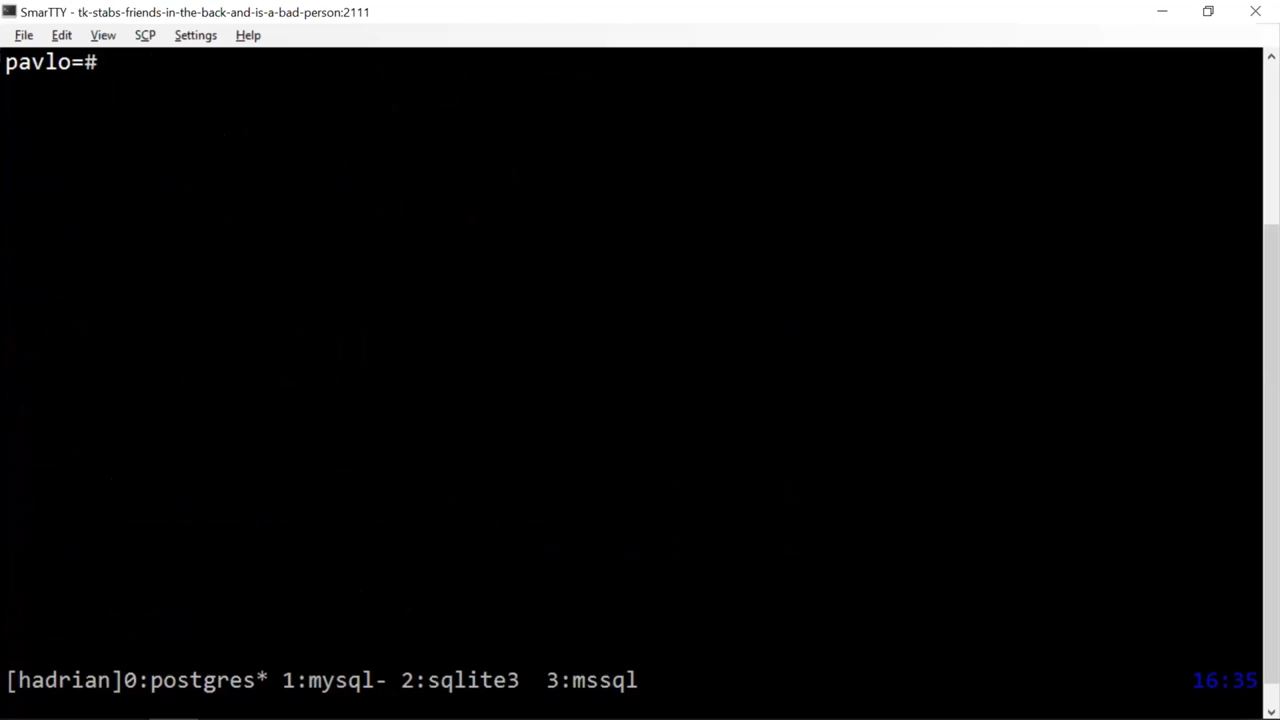 SmarTTY - tk-stabs-friends-in-the-back-and-is-a-bad-person:2111
File Edit View SCP Settings Help
pavlo=#
[hadrian]0:postgres* 1:mysql- 2:sqlite3  3:mssql 16:35